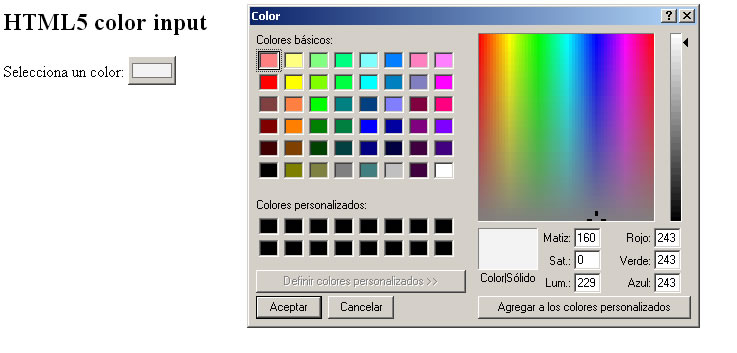 HTML5 color input
Selecciona un color:
Color
Colores básicos:
Colores personalizados:
Definir colores personalizados >>
Aceptar
Cancelar
Color|Sólido
Matiz: 160
Sat.: 0
Lum.: 229
Rojo: 243
Verde: 243
Azul: 243
Agregar a los colores personalizados